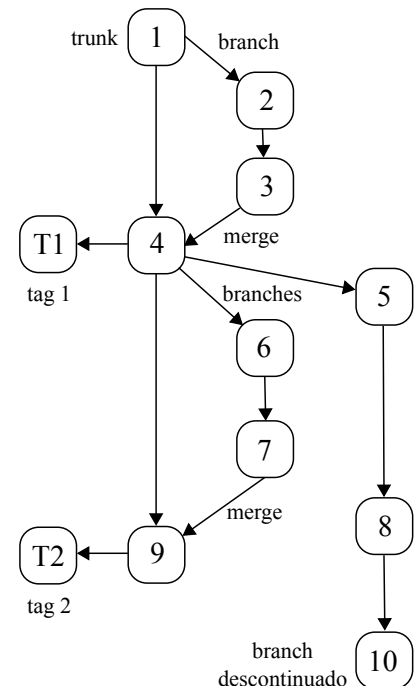 1
trunk
branch
2
3
merge
T1
4
tag 1
branches
5
6
7
merge
8
T2
9
tag 2
10
branch
descontinuado